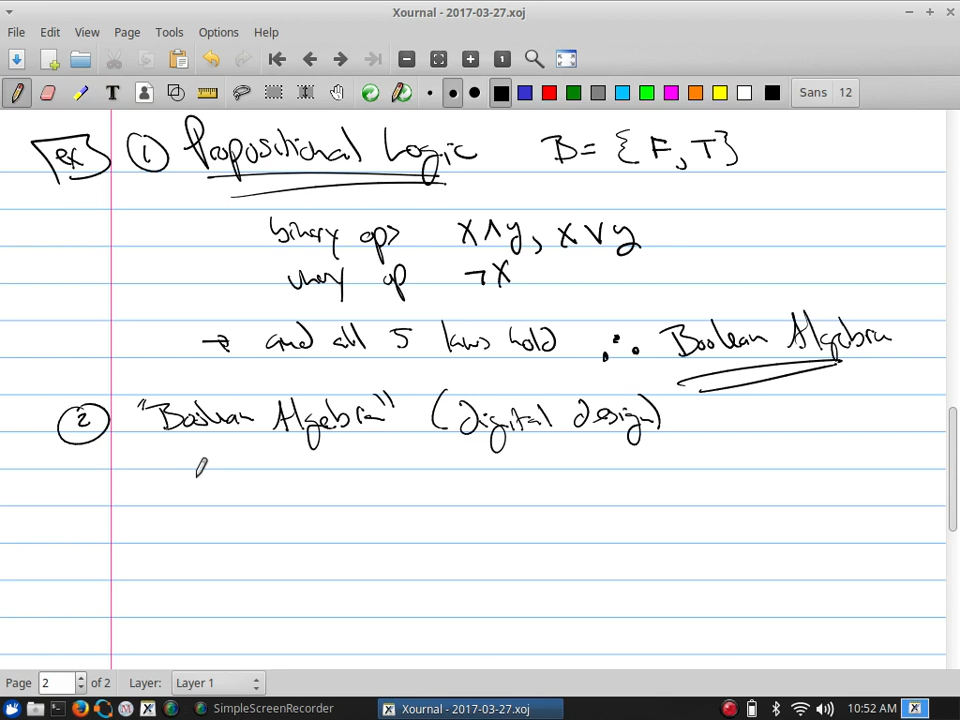 Xournal - 2017-03-27.xoj
File Edit View Page Tools Options Help
Sans 12
ex ① Propositional Logic B = {F, T}
binary ops x∧y, x∨y
unary op ¬x
→ and all 5 laws hold ∴ Boolean Algebra
② "Boolean Algebra" (digital design)
Page 2 of 2 Layer: Layer 1
SimpleScreenRecorder Xournal - 2017-03-27.xoj 10:52 AM